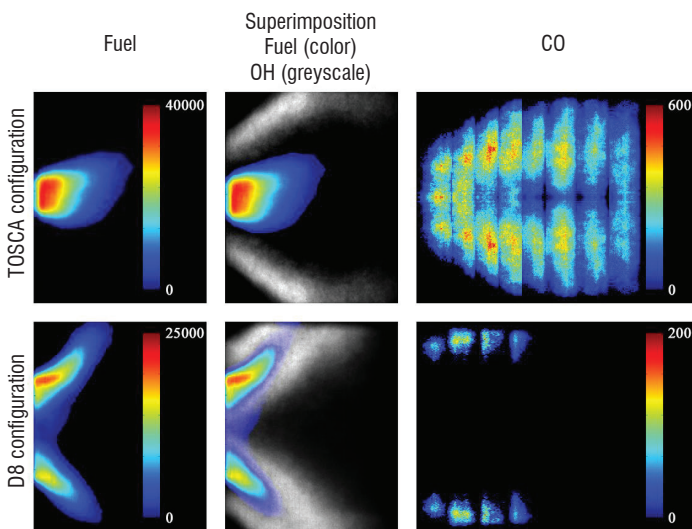 Fuel
Superimposition
Fuel (color)
OH (greyscale)
CO
TOSCA configuration
40000
0
600
0
D8 configuration
25000
0
200
0